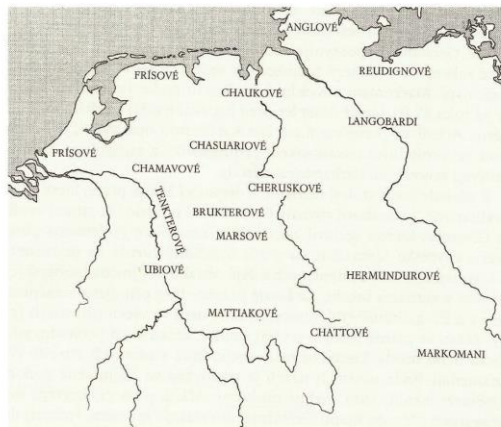 ANGLOVÉ
FRÍSOVÉ
REUDIGNOVÉ
CHAUKOVÉ
LANGOBARDI
CHASUARIOVÉ
FRÍSOVÉ
CHAMAVOVÉ
CHERUSKOVÉ
TENKTEROVÉ
BRUKTEROVÉ
MARSOVÉ
UBIOVÉ
HERMUNDUROVÉ
MATTIAKOVÉ
CHATTOVÉ
MARKOMANI